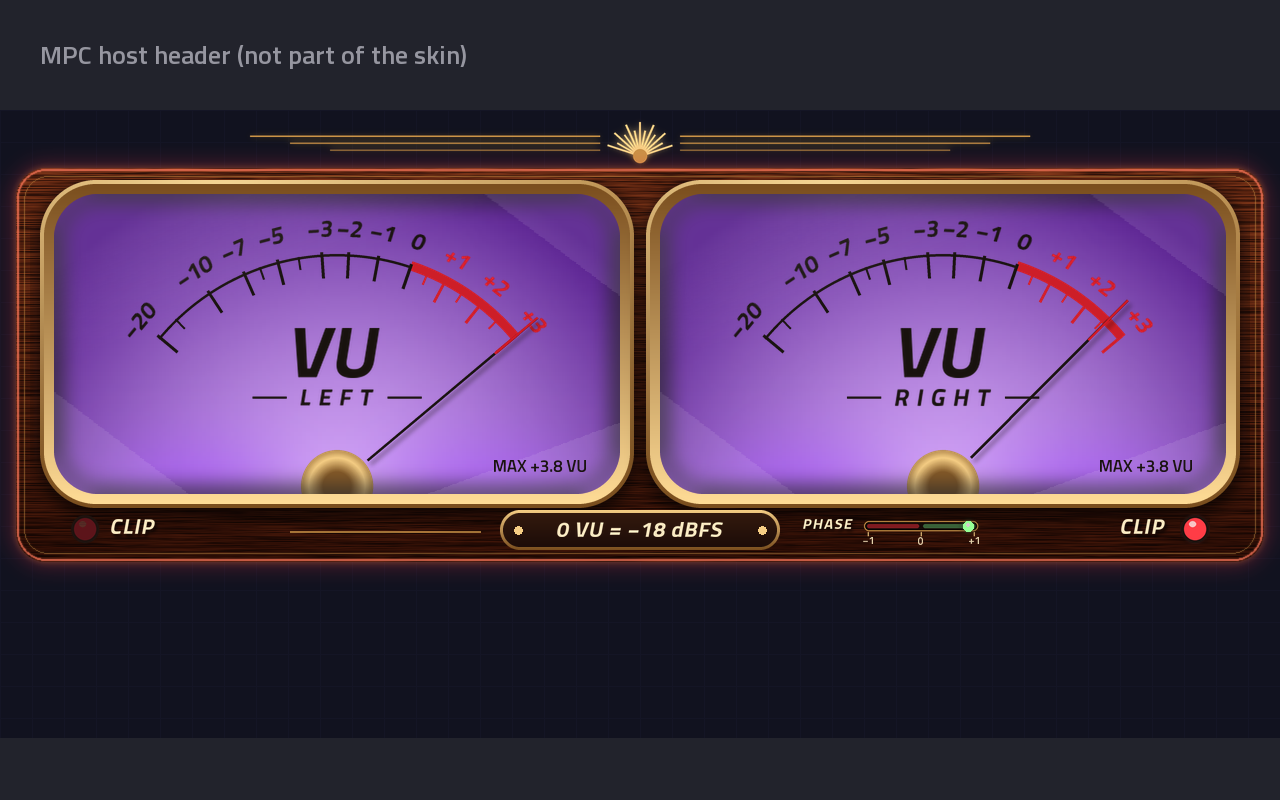 MPC host header (not part of the skin)
−20 −10 −7 −5 −3 −2 −1 0 +1 +2 +3
VU
LEFT
MAX +3.8 VU
−20 −10 −7 −5 −3 −2 −1 0 +1 +2 +3
VU
RIGHT
MAX +3.8 VU
CLIP
0 VU = −18 dBFS
PHASE
−1 0 +1
CLIP